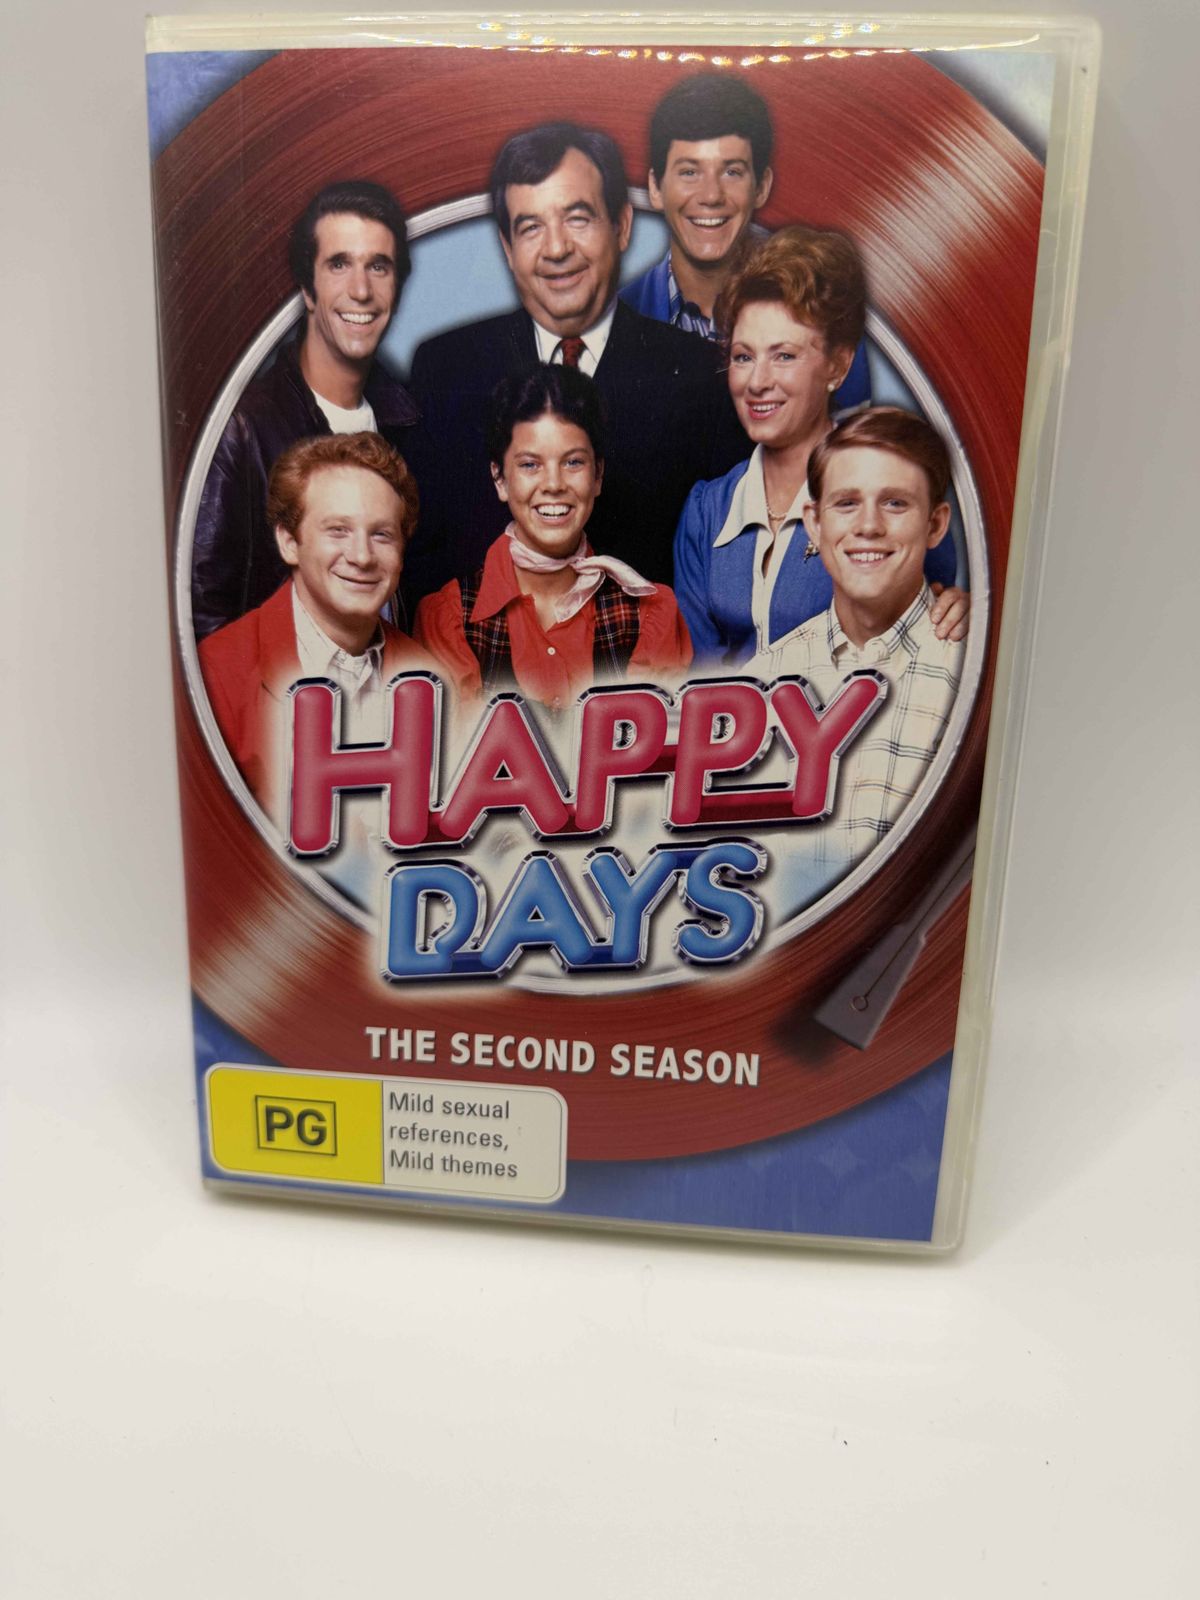 HAPPY
DAYS
THE SECOND SEASON
PG
Mild sexual
references,
Mild themes